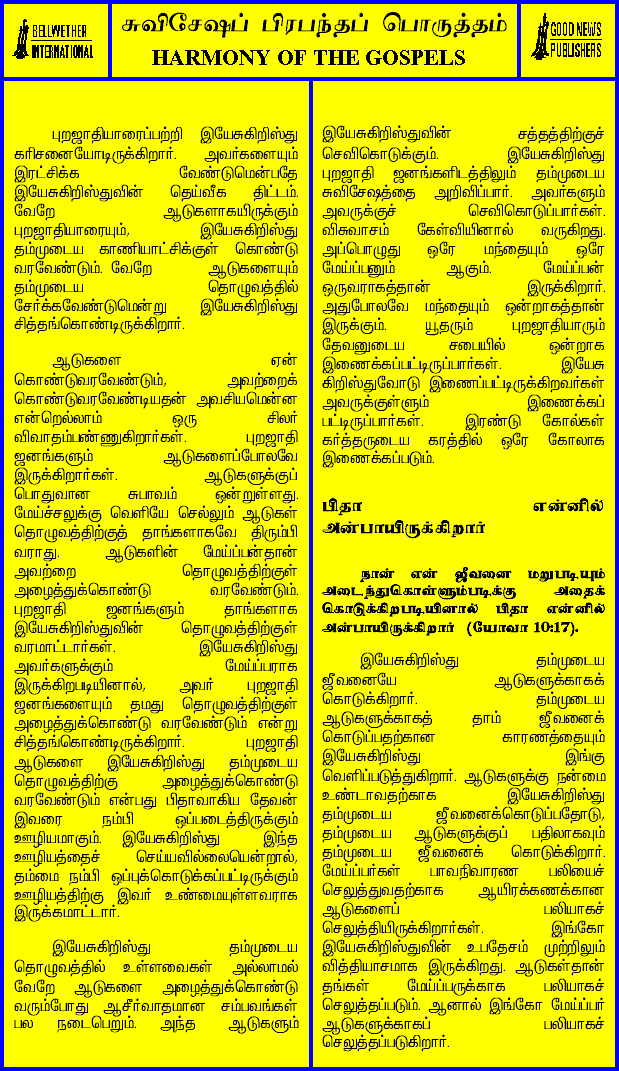 BELLWETHER
INTERNATIONAL
சுவிசேஷப் பிரபந்தப் பொருத்தம்
HARMONY OF THE GOSPELS
GOOD NEWS
PUBLISHERS
புறஜாதியாரைப்பற்றி இயேசுகிறிஸ்து
கரிசனையோடிருக்கிறார். அவர்களையும்
இரட்சிக்க வேண்டுமென்பதே
இயேசுகிறிஸ்துவின் தெய்வீக திட்டம்.
வேறே ஆடுகளாகயிருக்கும்
புறஜாதியாரையும், இயேசுகிறிஸ்து
தம்முடைய காணியாட்சிக்குள் கொண்டு
வரவேண்டும். வேறே ஆடுகளையும்
தம்முடைய தொழுவத்தில்
சேர்க்கவேண்டுமென்று இயேசுகிறிஸ்து
சித்தங்கொண்டிருக்கிறார்.
ஆடுகளை ஏன்
கொண்டுவரவேண்டும், அவற்றைக்
கொண்டுவரவேண்டியதன் அவசியமென்ன
என்றெல்லாம் ஒரு சிலர்
விவாதம்பண்ணுகிறார்கள். புறஜாதி
ஜனங்களும் ஆடுகளைப்போலவே
இருக்கிறார்கள். ஆடுகளுக்குப்
பொதுவான சுபாவம் ஒன்றுள்ளது.
மேய்ச்சலுக்கு வெளியே செல்லும் ஆடுகள்
தொழுவத்திற்குத் தாங்களாகவே திரும்பி
வராது. ஆடுகளின் மேய்ப்பன்தான்
அவற்றை தொழுவத்திற்குள்
அழைத்துக்கொண்டு வரவேண்டும்.
புறஜாதி ஜனங்களும் தாங்களாக
இயேசுகிறிஸ்துவின் தொழுவத்திற்குள்
வரமாட்டார்கள். இயேசுகிறிஸ்து
அவர்களுக்கும் மேய்ப்பராக
இருக்கிறபடியினால், அவர் புறஜாதி
ஜனங்களையும் தமது தொழுவத்திற்குள்
அழைத்துக்கொண்டு வரவேண்டும் என்று
சித்தங்கொண்டிருக்கிறார். புறஜாதி
ஆடுகளை இயேசுகிறிஸ்து தம்முடைய
தொழுவத்திற்கு அழைத்துக்கொண்டு
வரவேண்டும் என்பது பிதாவாகிய தேவன்
இவரை நம்பி ஒப்படைத்திருக்கும்
ஊழியமாகும். இயேசுகிறிஸ்து இந்த
ஊழியத்தைச் செய்யவில்லையென்றால்,
தம்மை நம்பி ஒப்புக்கொடுக்கப்பட்டிருக்கும்
ஊழியத்திற்கு இவர் உண்மையுள்ளவராக
இருக்கமாட்டார்.
இயேசுகிறிஸ்து தம்முடைய
தொழுவத்தில் உள்ளவைகள் அல்லாமல்
வேறே ஆடுகளை அழைத்துக்கொண்டு
வரும்போது ஆசீர்வாதமான சம்பவங்கள்
பல நடைபெறும். அந்த ஆடுகளும்
இயேசுகிறிஸ்துவின் சத்தத்திற்குச்
செவிகொடுக்கும். இயேசுகிறிஸ்து
புறஜாதி ஜனங்களிடத்திலும் தம்முடைய
சுவிசேஷத்தை அறிவிப்பார். அவர்களும்
அவருக்குச் செவிகொடுப்பார்கள்.
விசுவாசம் கேள்வியினால் வருகிறது.
அப்பொழுது ஒரே மந்தையும் ஒரே
மேய்ப்பனும் ஆகும். மேய்ப்பன்
ஒருவராகத்தான் இருக்கிறார்.
அதுபோலவே மந்தையும் ஒன்றாகத்தான்
இருக்கும். யூதரும் புறஜாதியாரும்
தேவனுடைய சபையில் ஒன்றாக
இணைக்கப்பட்டிருப்பார்கள். இயேசு
கிறிஸ்துவோடு இணைப்பட்டிருக்கிறவர்கள்
அவருக்குள்ளும் இணைக்கப்
பட்டிருப்பார்கள். இரண்டு கோல்கள்
கர்த்தருடைய கரத்தில் ஒரே கோலாக
இணைக்கப்படும்.
பிதா என்னில்
அன்பாயிருக்கிறார்
நான் என் ஜீவனை மறுபடியும்
அடைந்துகொள்ளும்படிக்கு அதைக்
கொடுக்கிறபடியினால் பிதா என்னில்
அன்பாயிருக்கிறார் (யோவா 10:17).
இயேசுகிறிஸ்து தம்முடைய
ஜீவனையே ஆடுகளுக்காகக்
கொடுக்கிறார். தம்முடைய
ஆடுகளுக்காகத் தாம் ஜீவனைக்
கொடுப்பதற்கான காரணத்தையும்
இயேசுகிறிஸ்து இங்கு
வெளிப்படுத்துகிறார். ஆடுகளுக்கு நன்மை
உண்டாவதற்காக இயேசுகிறிஸ்து
தம்முடைய ஜீவனைக்கொடுப்பதோடு,
தம்முடைய ஆடுகளுக்குப் பதிலாகவும்
தம்முடைய ஜீவனைக் கொடுக்கிறார்.
மேய்ப்பர்கள் பாவநிவாரண பலியைச்
செலுத்துவதற்காக ஆயிரக்கணக்கான
ஆடுகளைப் பலியாகச்
செலுத்தியிருக்கிறார்கள். இங்கோ
இயேசுகிறிஸ்துவின் உபதேசம் முற்றிலும்
வித்தியாசமாக இருக்கிறது. ஆடுகள்தான்
தங்கள் மேய்ப்பருக்காக பலியாகச்
செலுத்தப்படும். ஆனால் இங்கோ மேய்ப்பர்
ஆடுகளுக்காகப் பலியாகச்
செலுத்தப்படுகிறார்.